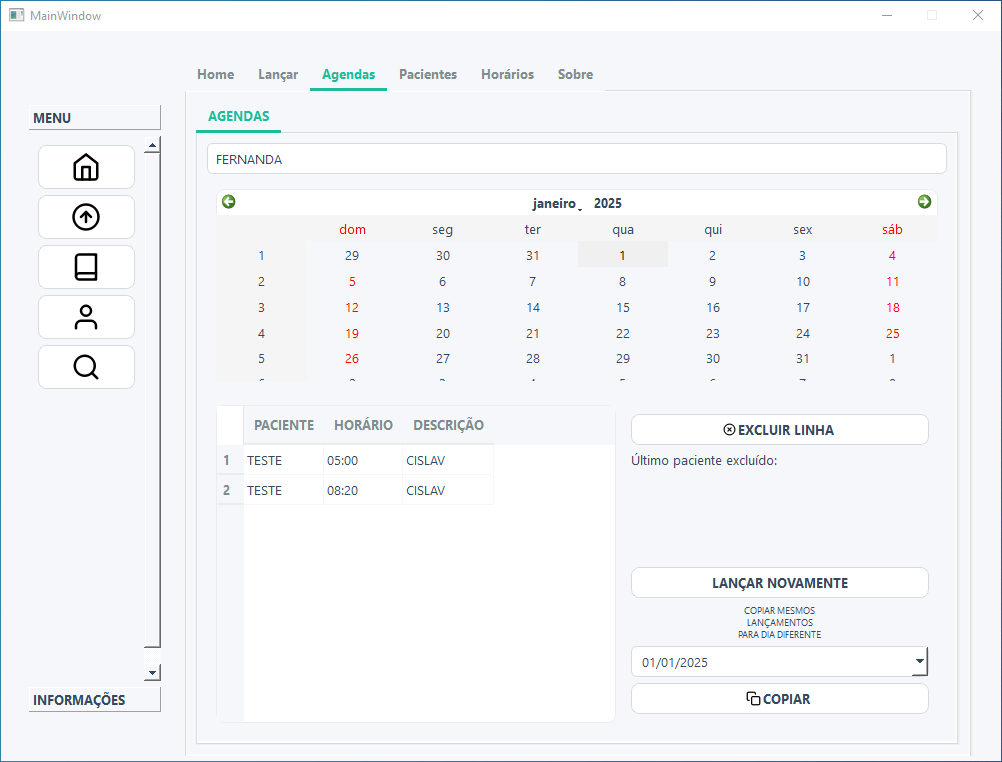 MainWindow
Home Lançar Agendas Pacientes Horários Sobre
MENU
AGENDAS
FERNANDA
janeiro 2025
dom seg ter qua qui sex sáb
1 29 30 31 1 2 3 4
2 5 6 7 8 9 10 11
3 12 13 14 15 16 17 18
4 19 20 21 22 23 24 25
5 26 27 28 29 30 31 1
PACIENTE HORÁRIO DESCRIÇÃO
1 TESTE 05:00 CISLAV
2 TESTE 08:20 CISLAV
EXCLUIR LINHA
Último paciente excluído:
LANÇAR NOVAMENTE
COPIAR MESMOS
LANÇAMENTOS
PARA DIA DIFERENTE
01/01/2025
COPIAR
INFORMAÇÕES